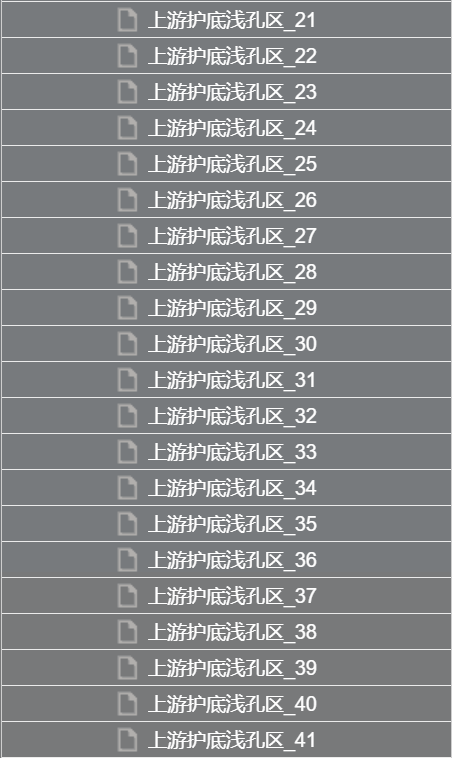 上游护底浅孔区_21
上游护底浅孔区_22
上游护底浅孔区_23
上游护底浅孔区_24
上游护底浅孔区_25
上游护底浅孔区_26
上游护底浅孔区_27
上游护底浅孔区_28
上游护底浅孔区_29
上游护底浅孔区_30
上游护底浅孔区_31
上游护底浅孔区_32
上游护底浅孔区_33
上游护底浅孔区_34
上游护底浅孔区_35
上游护底浅孔区_36
上游护底浅孔区_37
上游护底浅孔区_38
上游护底浅孔区_39
上游护底浅孔区_40
上游护底浅孔区_41